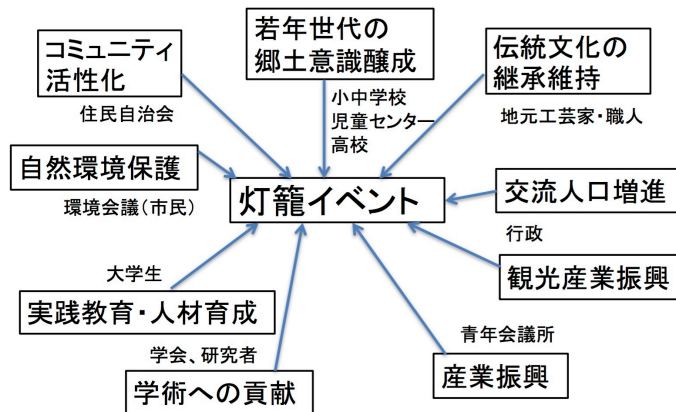 コミュニティ
活性化
住民自治会
若年世代の
郷土意識醸成
小中学校
児童センター
高校
伝統文化の
継承維持
地元工芸家・職人
自然環境保護
環境会議(市民)
灯籠イベント
交流人口増進
行政
観光産業振興
大学生
実践教育・人材育成
青年会議所
産業振興
学会、研究者
学術への貢献